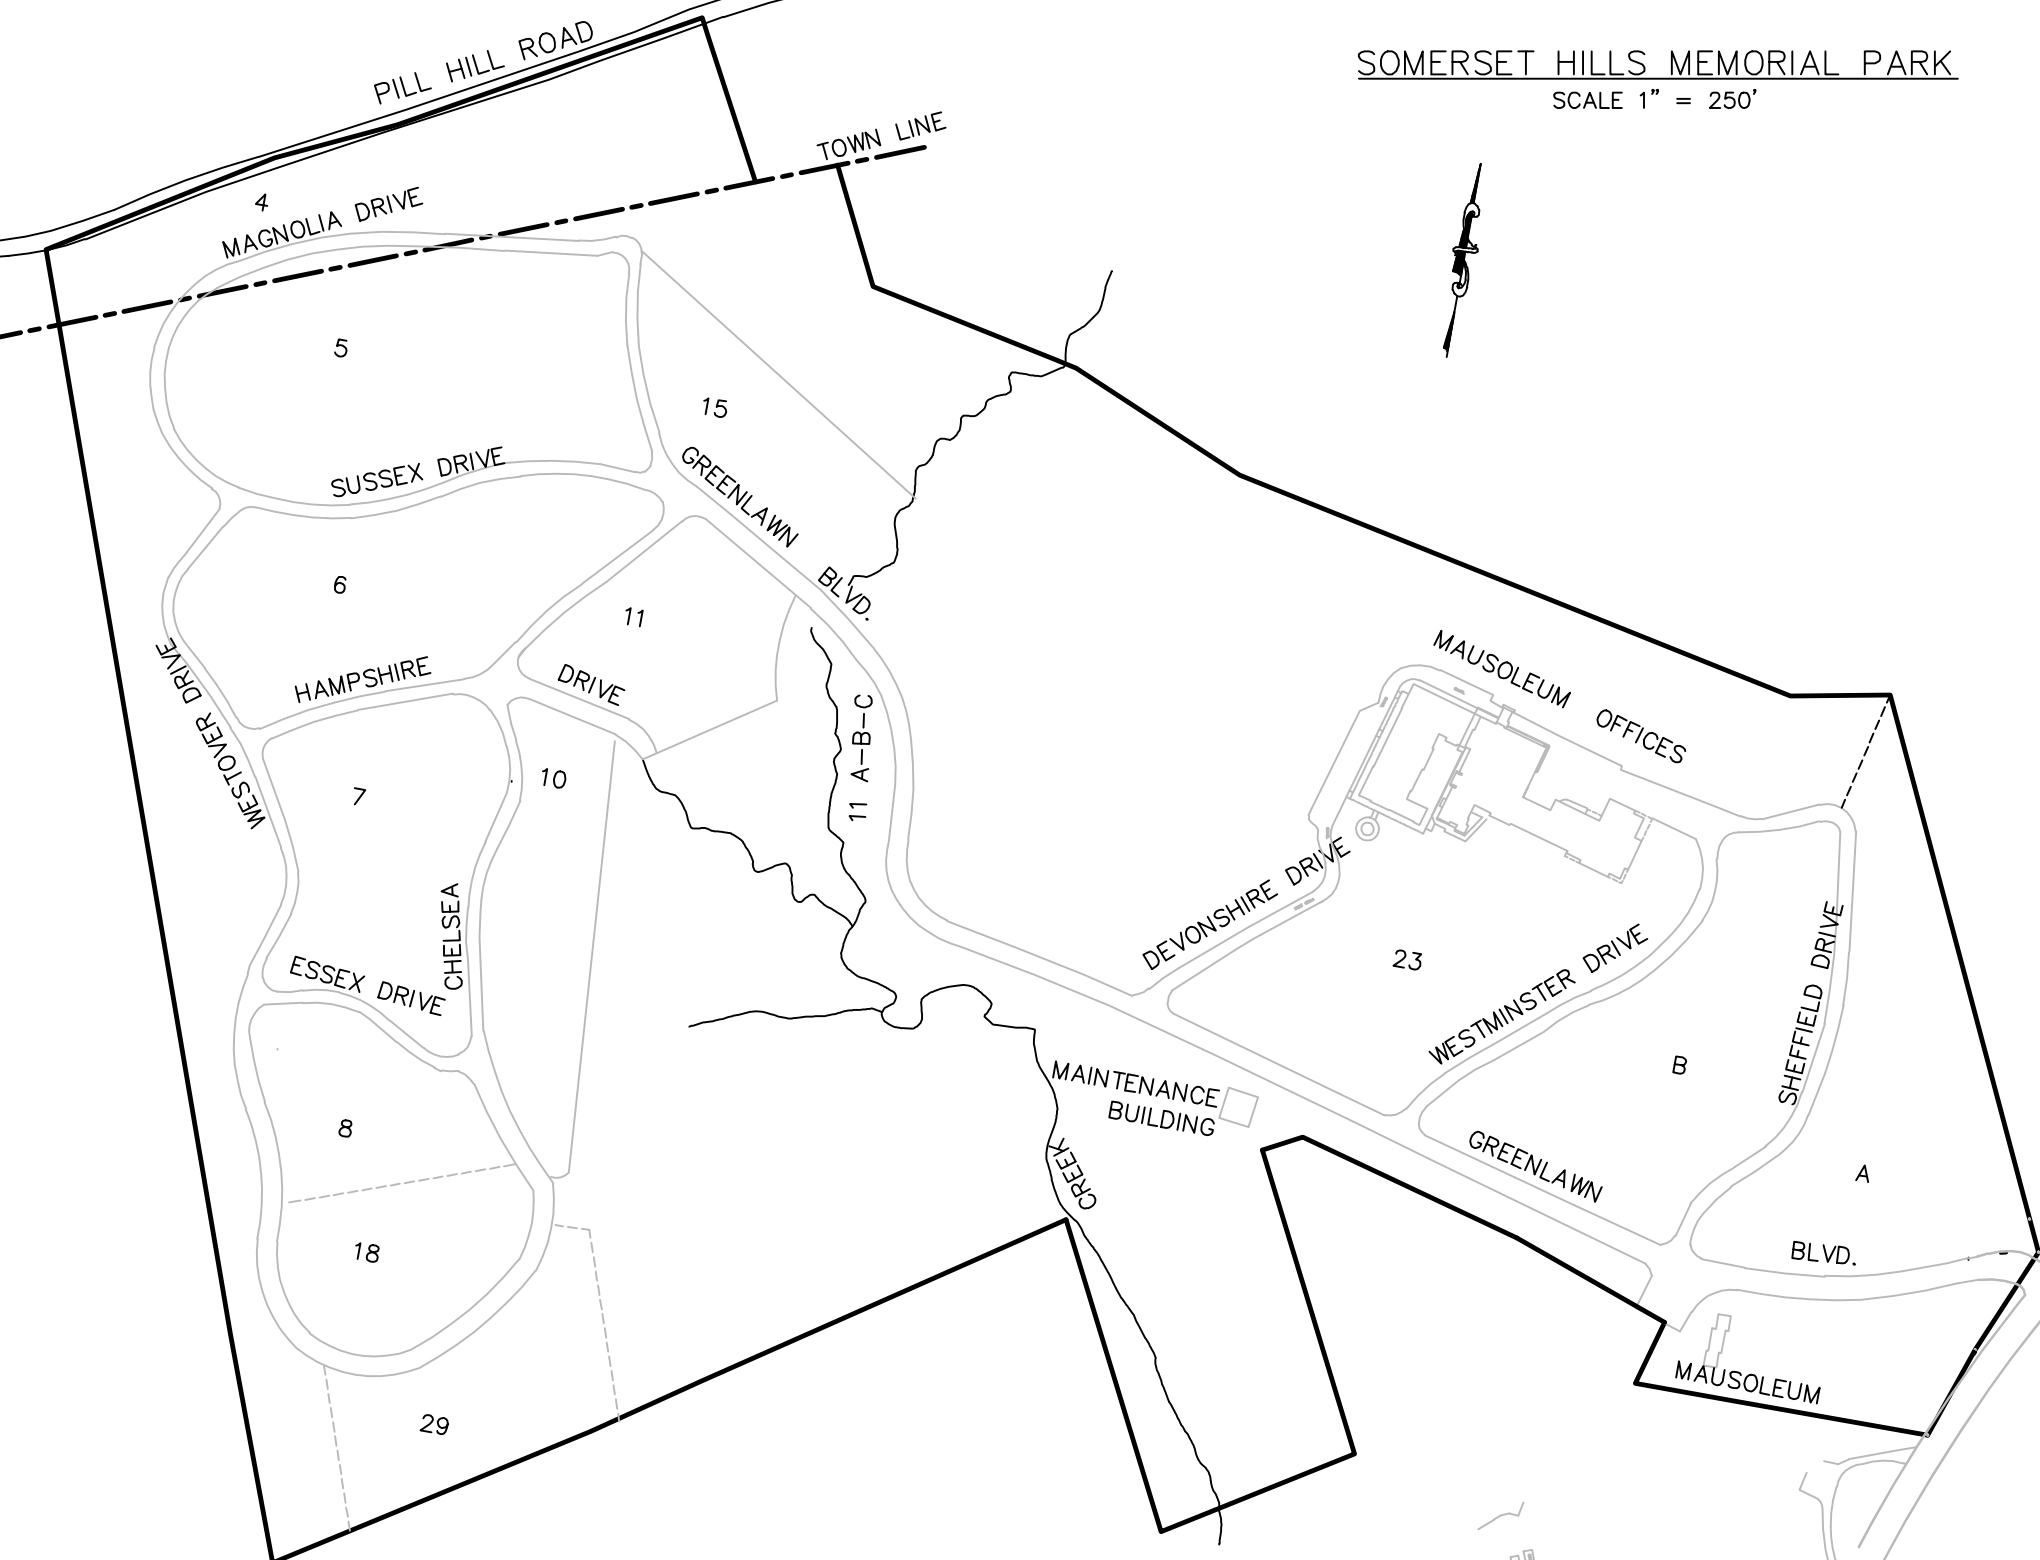 SOMERSET HILLS MEMORIAL PARK
SCALE 1" = 250'
PILL HILL ROAD
TOWN LINE
4
MAGNOLIA DRIVE
5
15
SUSSEX DRIVE
GREENLAWN
BLVD.
6
11
WESTOVER DRIVE
HAMPSHIRE
DRIVE
MAUSOLEUM OFFICES
7
10
11 A-B-C
CHELSEA
DEVONSHIRE DRIVE
23
WESTMINSTER DRIVE
SHEFFIELD DRIVE
ESSEX DRIVE
B
MAINTENANCE
BUILDING
8
CREEK
GREENLAWN
A
18
BLVD.
MAUSOLEUM
29